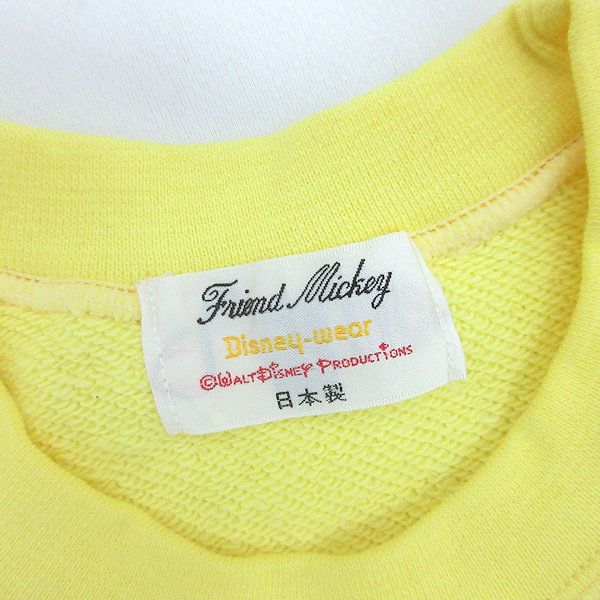 Friend Mickey
Disney-wear
©WALT DISNEY PRODUCTIONS
日本製